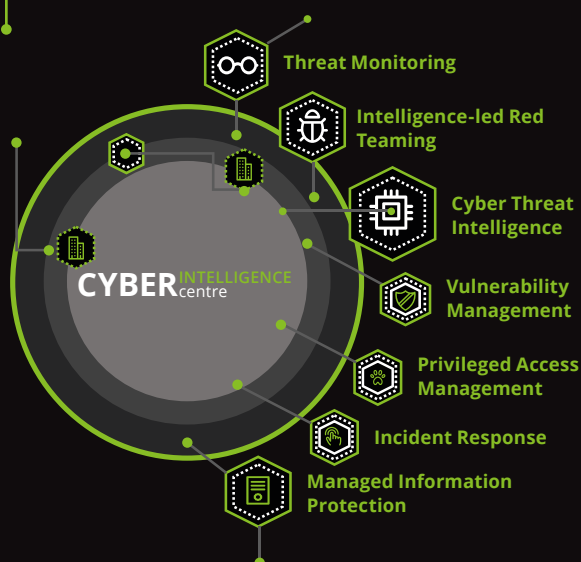 Threat Monitoring
Intelligence-led Red
Teaming
Cyber Threat
Intelligence
CYBER INTELLIGENCE
centre
Vulnerability
Management
Privileged Access
Management
Incident Response
Managed Information
Protection